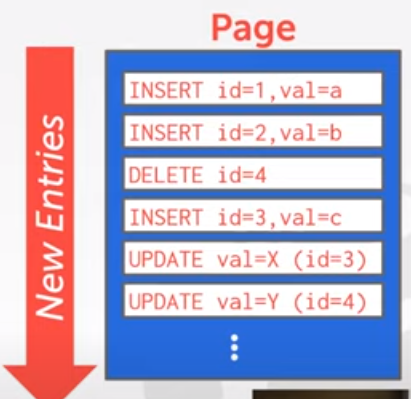 Page
New Entries
INSERT id=1,val=a
INSERT id=2,val=b
DELETE id=4
INSERT id=3,val=c
UPDATE val=X (id=3)
UPDATE val=Y (id=4)